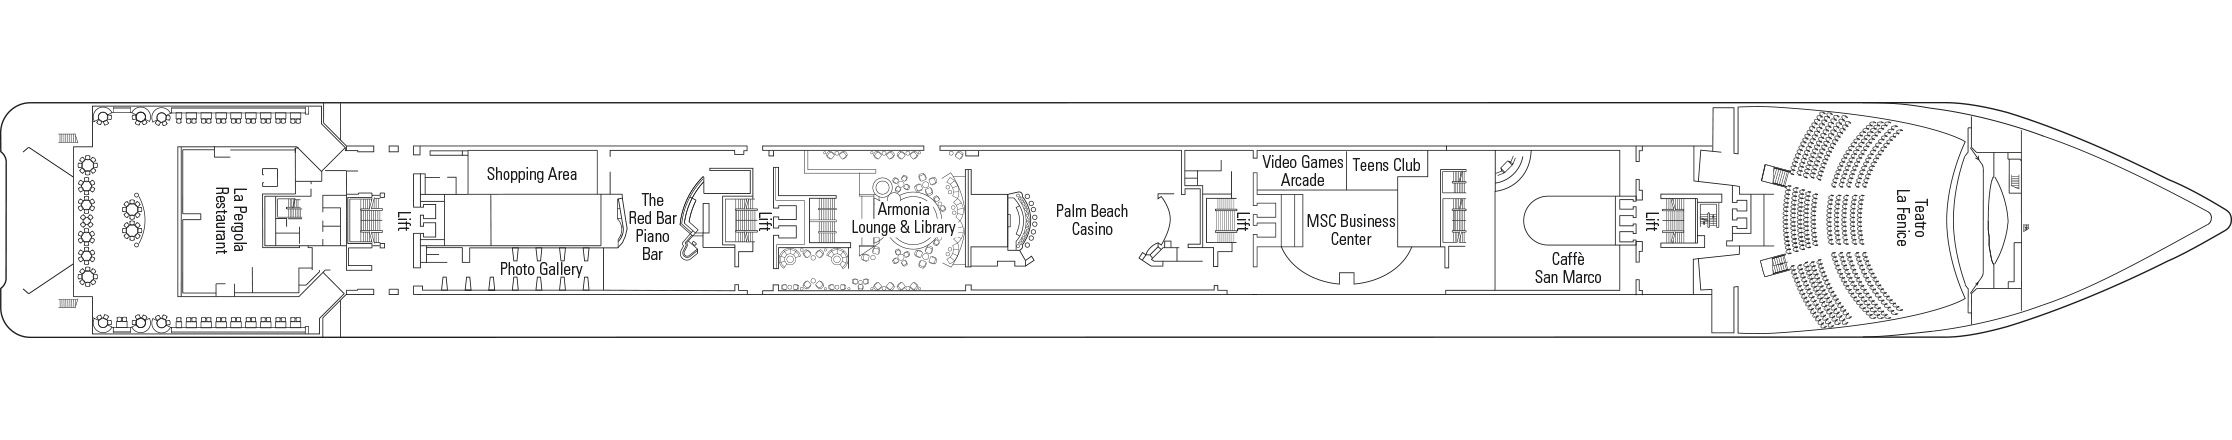 La Pergola
Restaurant
Lift
Shopping Area
Photo Gallery
The
Red Bar
Piano
Bar
Lift
Armonia
Lounge & Library
Palm Beach
Casino
Lift
Video Games
Arcade
Teens Club
MSC Business
Center
Caffè
San Marco
Lift
Teatro
La Fenice